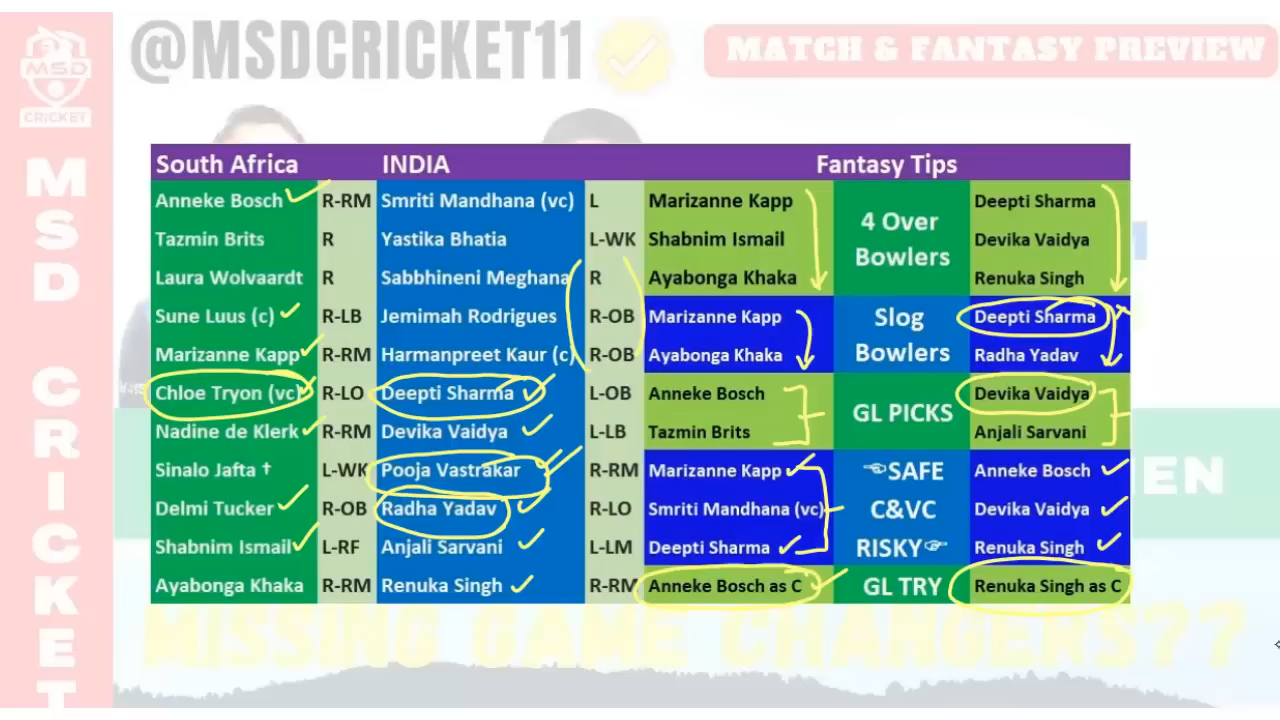 @MSDCRICKET11
MATCH & FANTASY PREVIEW
MSD
CRICKET
MSD CRICKET
South Africa INDIA Fantasy Tips
Anneke Bosch R-RM Smriti Mandhana (vc) L Marizanne Kapp 4 Over Bowlers Deepti Sharma
Tazmin Brits R Yastika Bhatia L-WK Shabnim Ismail Devika Vaidya
Laura Wolvaardt R Sabbhineni Meghana R Ayabonga Khaka Renuka Singh
Sune Luus (c) R-LB Jemimah Rodrigues R-OB Marizanne Kapp Slog Bowlers Deepti Sharma
Marizanne Kapp R-RM Harmanpreet Kaur (c) R-OB Ayabonga Khaka Radha Yadav
Chloe Tryon (vc) R-LO Deepti Sharma L-OB Anneke Bosch GL PICKS Devika Vaidya
Nadine de Klerk R-RM Devika Vaidya L-LB Tazmin Brits Anjali Sarvani
Sinalo Jafta † L-WK Pooja Vastrakar R-RM Marizanne Kapp ☜SAFE Anneke Bosch
Delmi Tucker R-OB Radha Yadav R-LO Smriti Mandhana (vc) C&VC Devika Vaidya
Shabnim Ismail L-RF Anjali Sarvani L-LM Deepti Sharma RISKY☞ Renuka Singh
Ayabonga Khaka R-RM Renuka Singh R-RM Anneke Bosch as C GL TRY Renuka Singh as C
MISSING GAME CHANGERS??